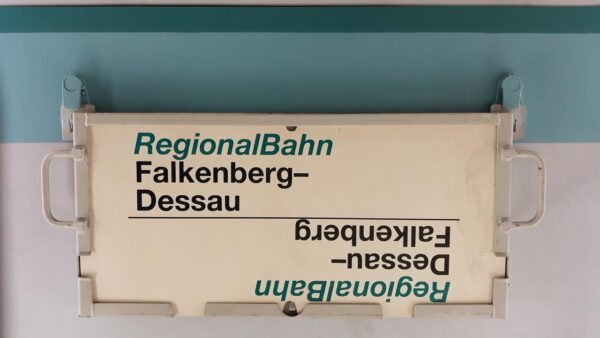 RegionalBahn
Falkenberg–
Dessau
RegionalBahn
Dessau–
Falkenberg